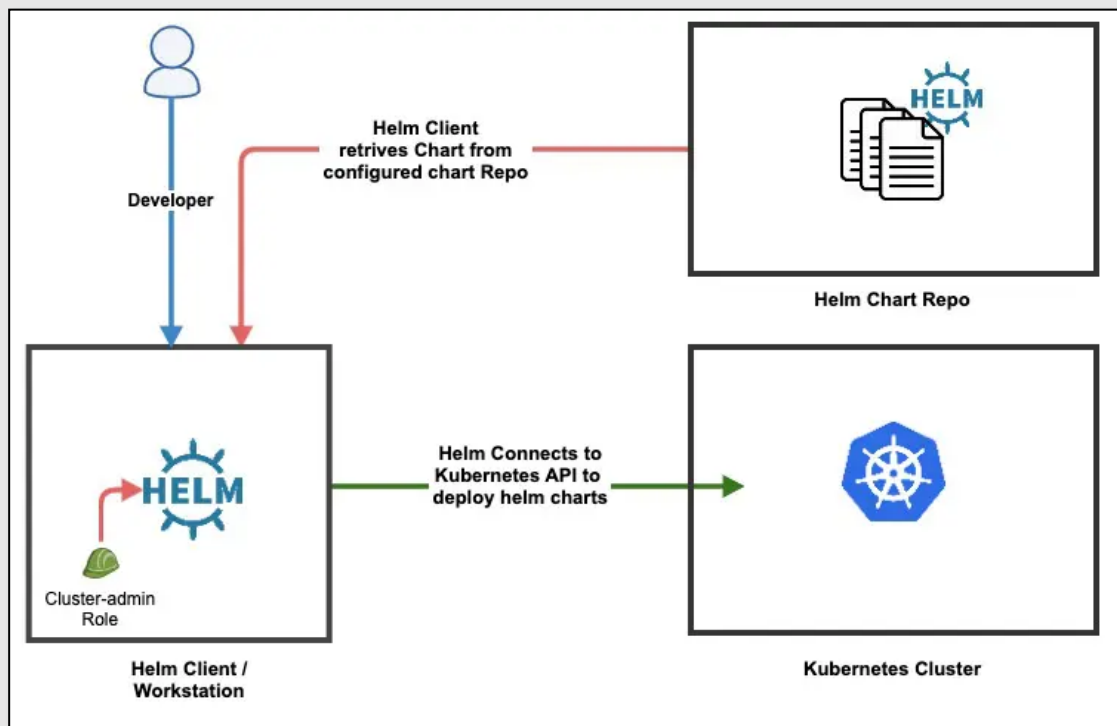 Helm Client
retrives Chart from
configured chart Repo
HELM
Developer
Helm Chart Repo
Helm Connects to
Kubernetes API to
deploy helm charts
HELM
Cluster-admin
Role
Helm Client /
Workstation
Kubernetes Cluster